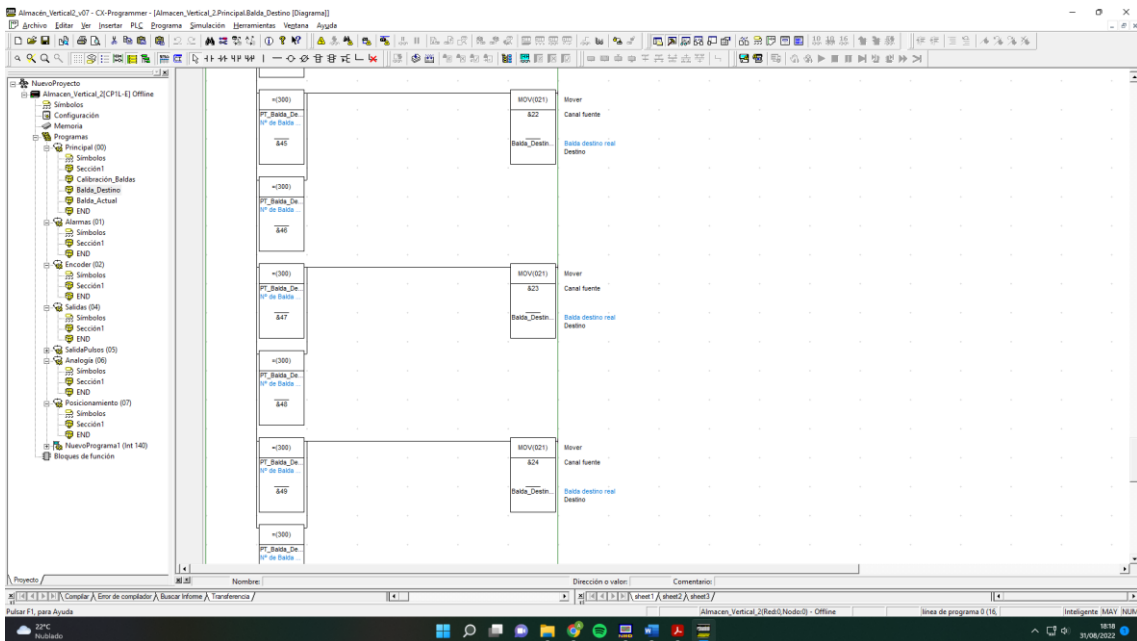 Almacén_Vertical2_v07 - CX-Programmer - [Almacen_Vertical_2.Principal.Balda_Destino [Diagrama]]
Archivo Editar Ver Insertar PLC Programa Simulación Herramientas Ventana Ayuda
NuevoProyecto
Almacen_Vertical_2[CP1L-E] Offline
Símbolos
Configuración
Memoria
Programas
Principal (00)
Símbolos
Sección1
Calibración_Baldas
Balda_Destino
Balda_Actual
END
Alarmas (01)
Símbolos
Sección1
END
Encoder (02)
Símbolos
Sección1
END
Salidas (04)
Símbolos
Sección1
END
SalidaPulsos (05)
Analogía (06)
Símbolos
Sección1
END
Posicionamiento (07)
Símbolos
Sección1
END
NuevoPrograma1 (Int 140)
Bloques de función
Proyecto
=(300)
PT_Balda_De...
Nº de Balda ...
&45
MOV(021) Mover
&22 Canal fuente
Balda_Destin... Balda destino real
Destino
=(300)
PT_Balda_De...
Nº de Balda ...
&46
=(300)
PT_Balda_De...
Nº de Balda ...
&47
MOV(021) Mover
&23 Canal fuente
Balda_Destin... Balda destino real
Destino
=(300)
PT_Balda_De...
Nº de Balda ...
&48
=(300)
PT_Balda_De...
Nº de Balda ...
&49
MOV(021) Mover
&24 Canal fuente
Balda_Destin... Balda destino real
Destino
=(300)
PT_Balda_De...
Nº de Balda ...
Nombre: Dirección o valor: Comentario:
Compilar Error de compilador Buscar Informe Transferencia
sheet1 sheet2 sheet3
Pulsar F1, para Ayuda
Almacen_Vertical_2(Red:0,Nodo:0) - Offline
línea de programa 0 (16,
Inteligente MAY NUM
22°C
Nublado
18:18
31/08/2022